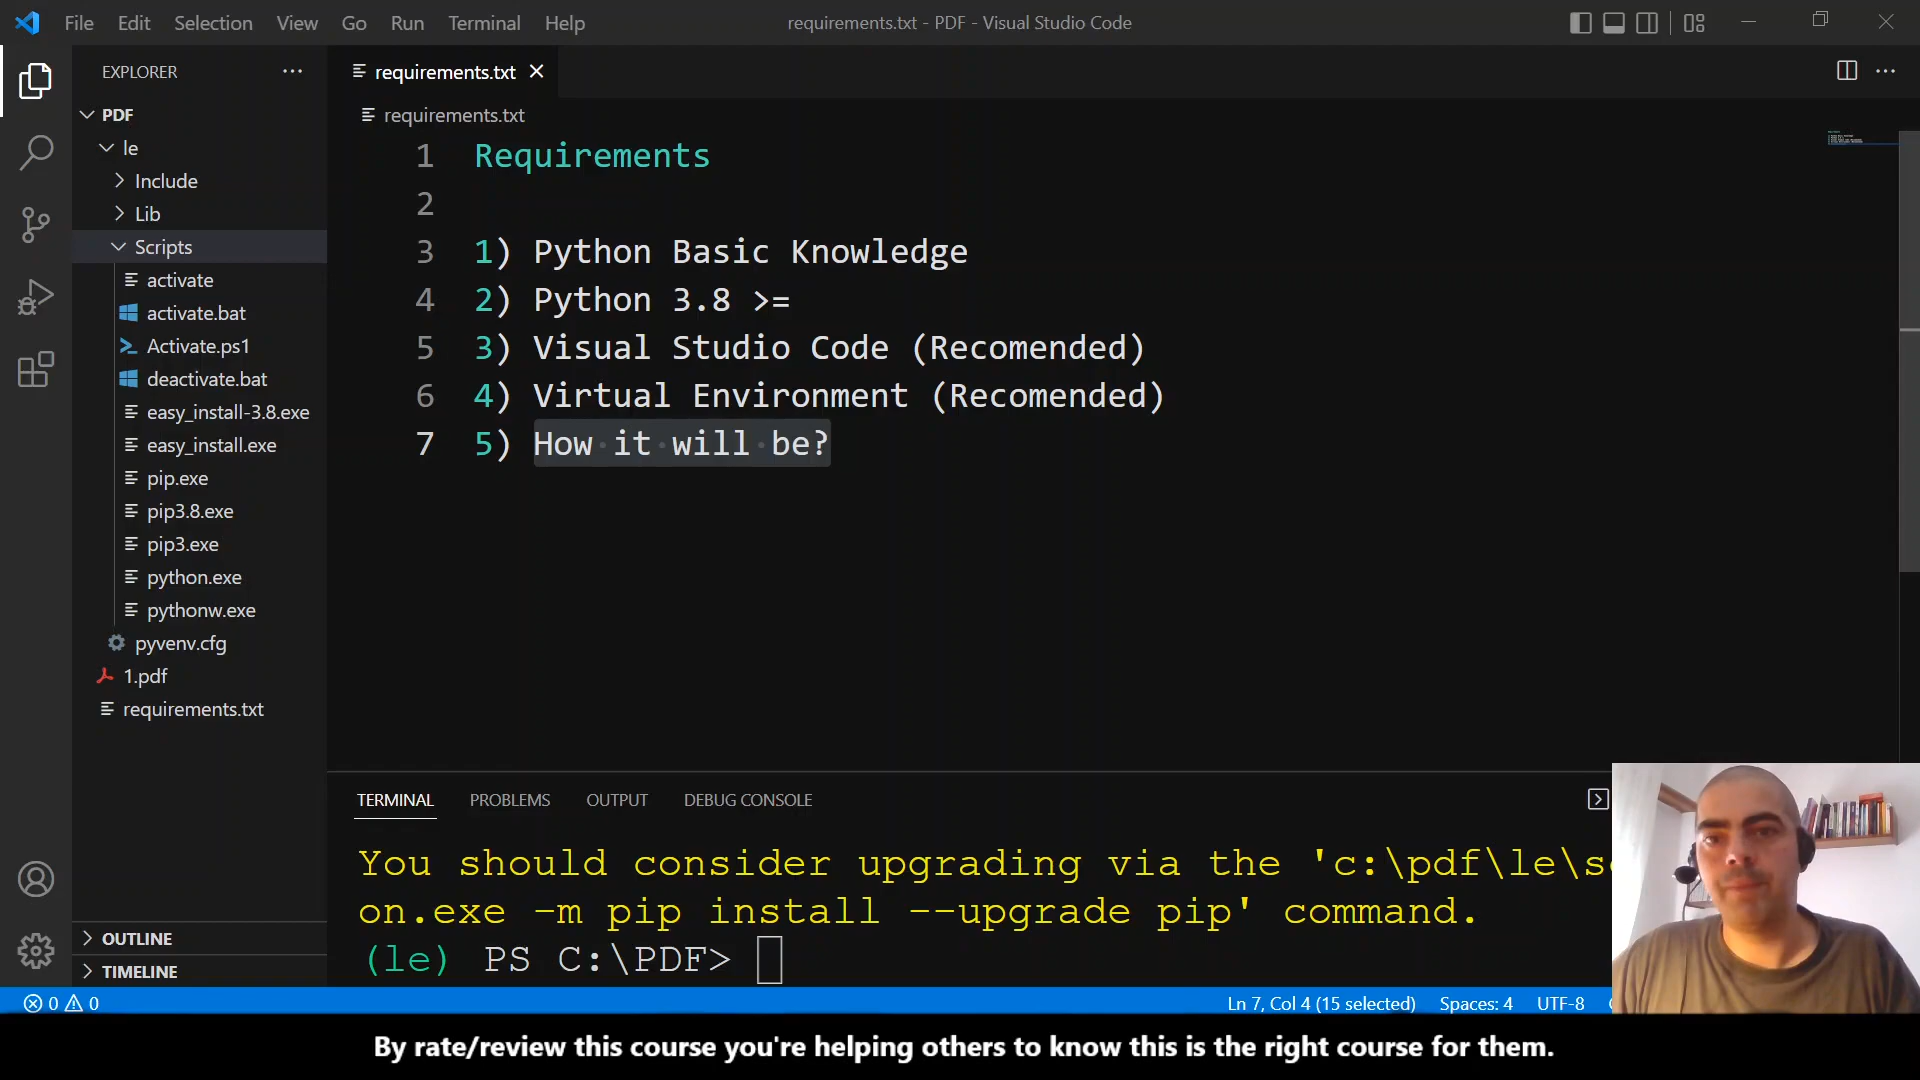 File Edit Selection View Go Run Terminal Help
requirements.txt - PDF - Visual Studio Code
EXPLORER
PDF
le
Include
Lib
Scripts
activate
activate.bat
Activate.ps1
deactivate.bat
easy_install-3.8.exe
easy_install.exe
pip.exe
pip3.8.exe
pip3.exe
python.exe
pythonw.exe
pyvenv.cfg
1.pdf
requirements.txt
OUTLINE
TIMELINE
requirements.txt
requirements.txt
1 Requirements
2
3 1) Python Basic Knowledge
4 2) Python 3.8 >=
5 3) Visual Studio Code (Recomended)
6 4) Virtual Environment (Recomended)
7 5) How it will be?
TERMINAL PROBLEMS OUTPUT DEBUG CONSOLE
You should consider upgrading via the 'c:\pdf\le\s
on.exe -m pip install --upgrade pip' command.
(le) PS C:\PDF>
0 0 Ln 7, Col 4 (15 selected) Spaces: 4 UTF-8
By rate/review this course you're helping others to know this is the right course for them.